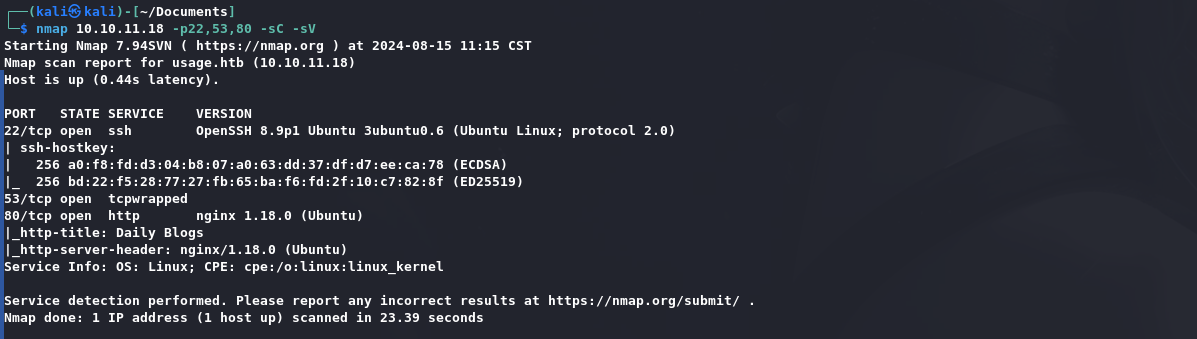 ┌──(kali㉿kali)-[~/Documents]
└─$ nmap 10.10.11.18 -p22,53,80 -sC -sV
Starting Nmap 7.94SVN ( https://nmap.org ) at 2024-08-15 11:15 CST
Nmap scan report for usage.htb (10.10.11.18)
Host is up (0.44s latency).

PORT   STATE SERVICE    VERSION
22/tcp open  ssh        OpenSSH 8.9p1 Ubuntu 3ubuntu0.6 (Ubuntu Linux; protocol 2.0)
| ssh-hostkey:
|   256 a0:f8:fd:d3:04:b8:07:a0:63:dd:37:df:d7:ee:ca:78 (ECDSA)
|_  256 bd:22:f5:28:77:27:fb:65:ba:f6:fd:2f:10:c7:82:8f (ED25519)
53/tcp open  tcpwrapped
80/tcp open  http       nginx 1.18.0 (Ubuntu)
|_http-title: Daily Blogs
|_http-server-header: nginx/1.18.0 (Ubuntu)
Service Info: OS: Linux; CPE: cpe:/o:linux:linux_kernel

Service detection performed. Please report any incorrect results at https://nmap.org/submit/ .
Nmap done: 1 IP address (1 host up) scanned in 23.39 seconds